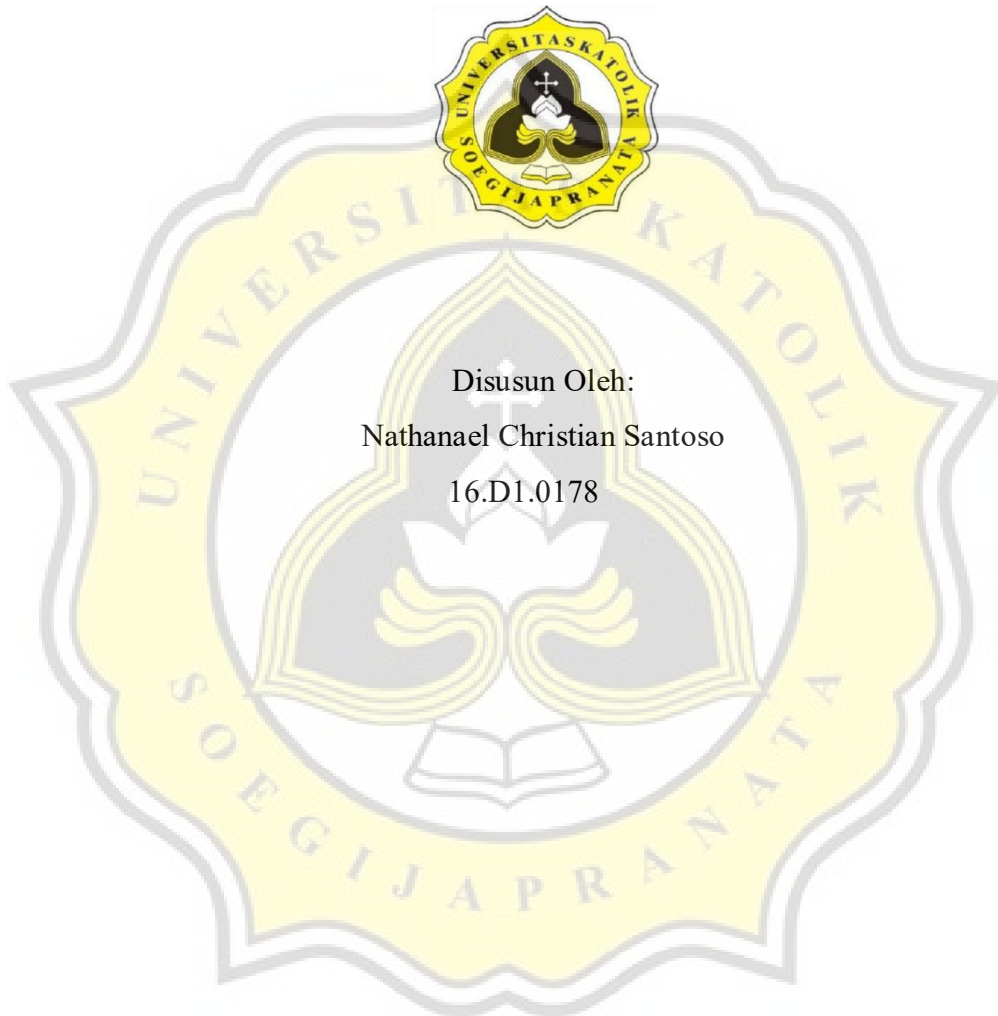 UNIVERSITAS KATOLIK
SOEGIJAPRANATA
UNIVERSITAS KATOLIK
SOEGIJAPRANATA
Disusun Oleh:
Nathanael Christian Santoso
16.D1.0178